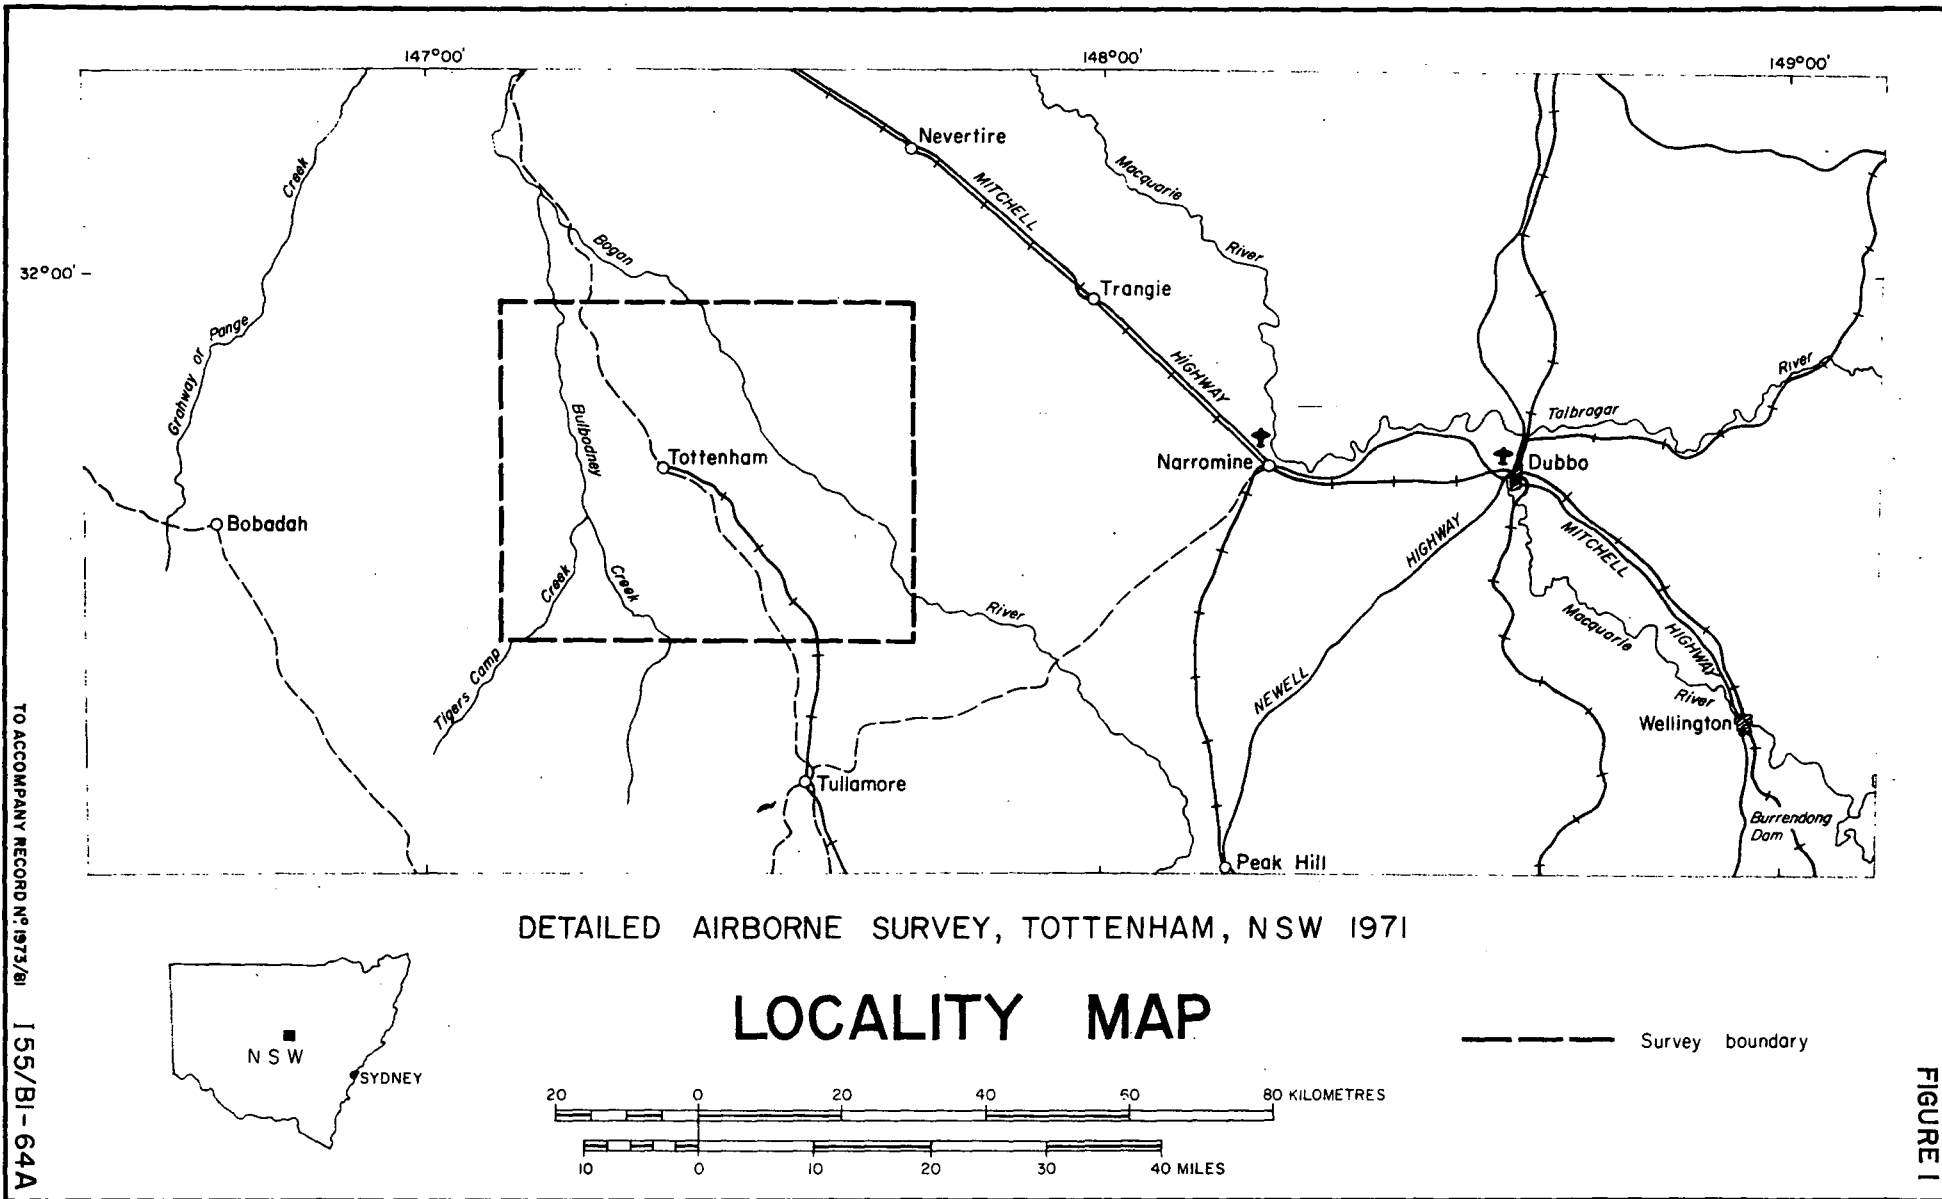 147°00'
148°00'
149°00'
32°00'
Creek
Pange
Grahway or
Bogan
Nevertire
MITCHELL
Macquarie
River
Trangie
HIGHWAY
River
Talbragar
Bulbodney
Tottenham
Narromine
Dubbo
Bobadah
HIGHWAY
MITCHELL
Creek
Creek
River
Macquarie
HIGHWAY
Tigers Camp
NEWELL
River
Wellington
Tullamore
Burrendong
Dam
Peak Hill
DETAILED AIRBORNE SURVEY, TOTTENHAM, NSW 1971
LOCALITY MAP
NSW
SYDNEY
Survey boundary
20 0 20 40 60 80 KILOMETRES
10 0 10 20 30 40 MILES
TO ACCOMPANY RECORD Nº. 1973/81
I55/B1-64A
FIGURE 1